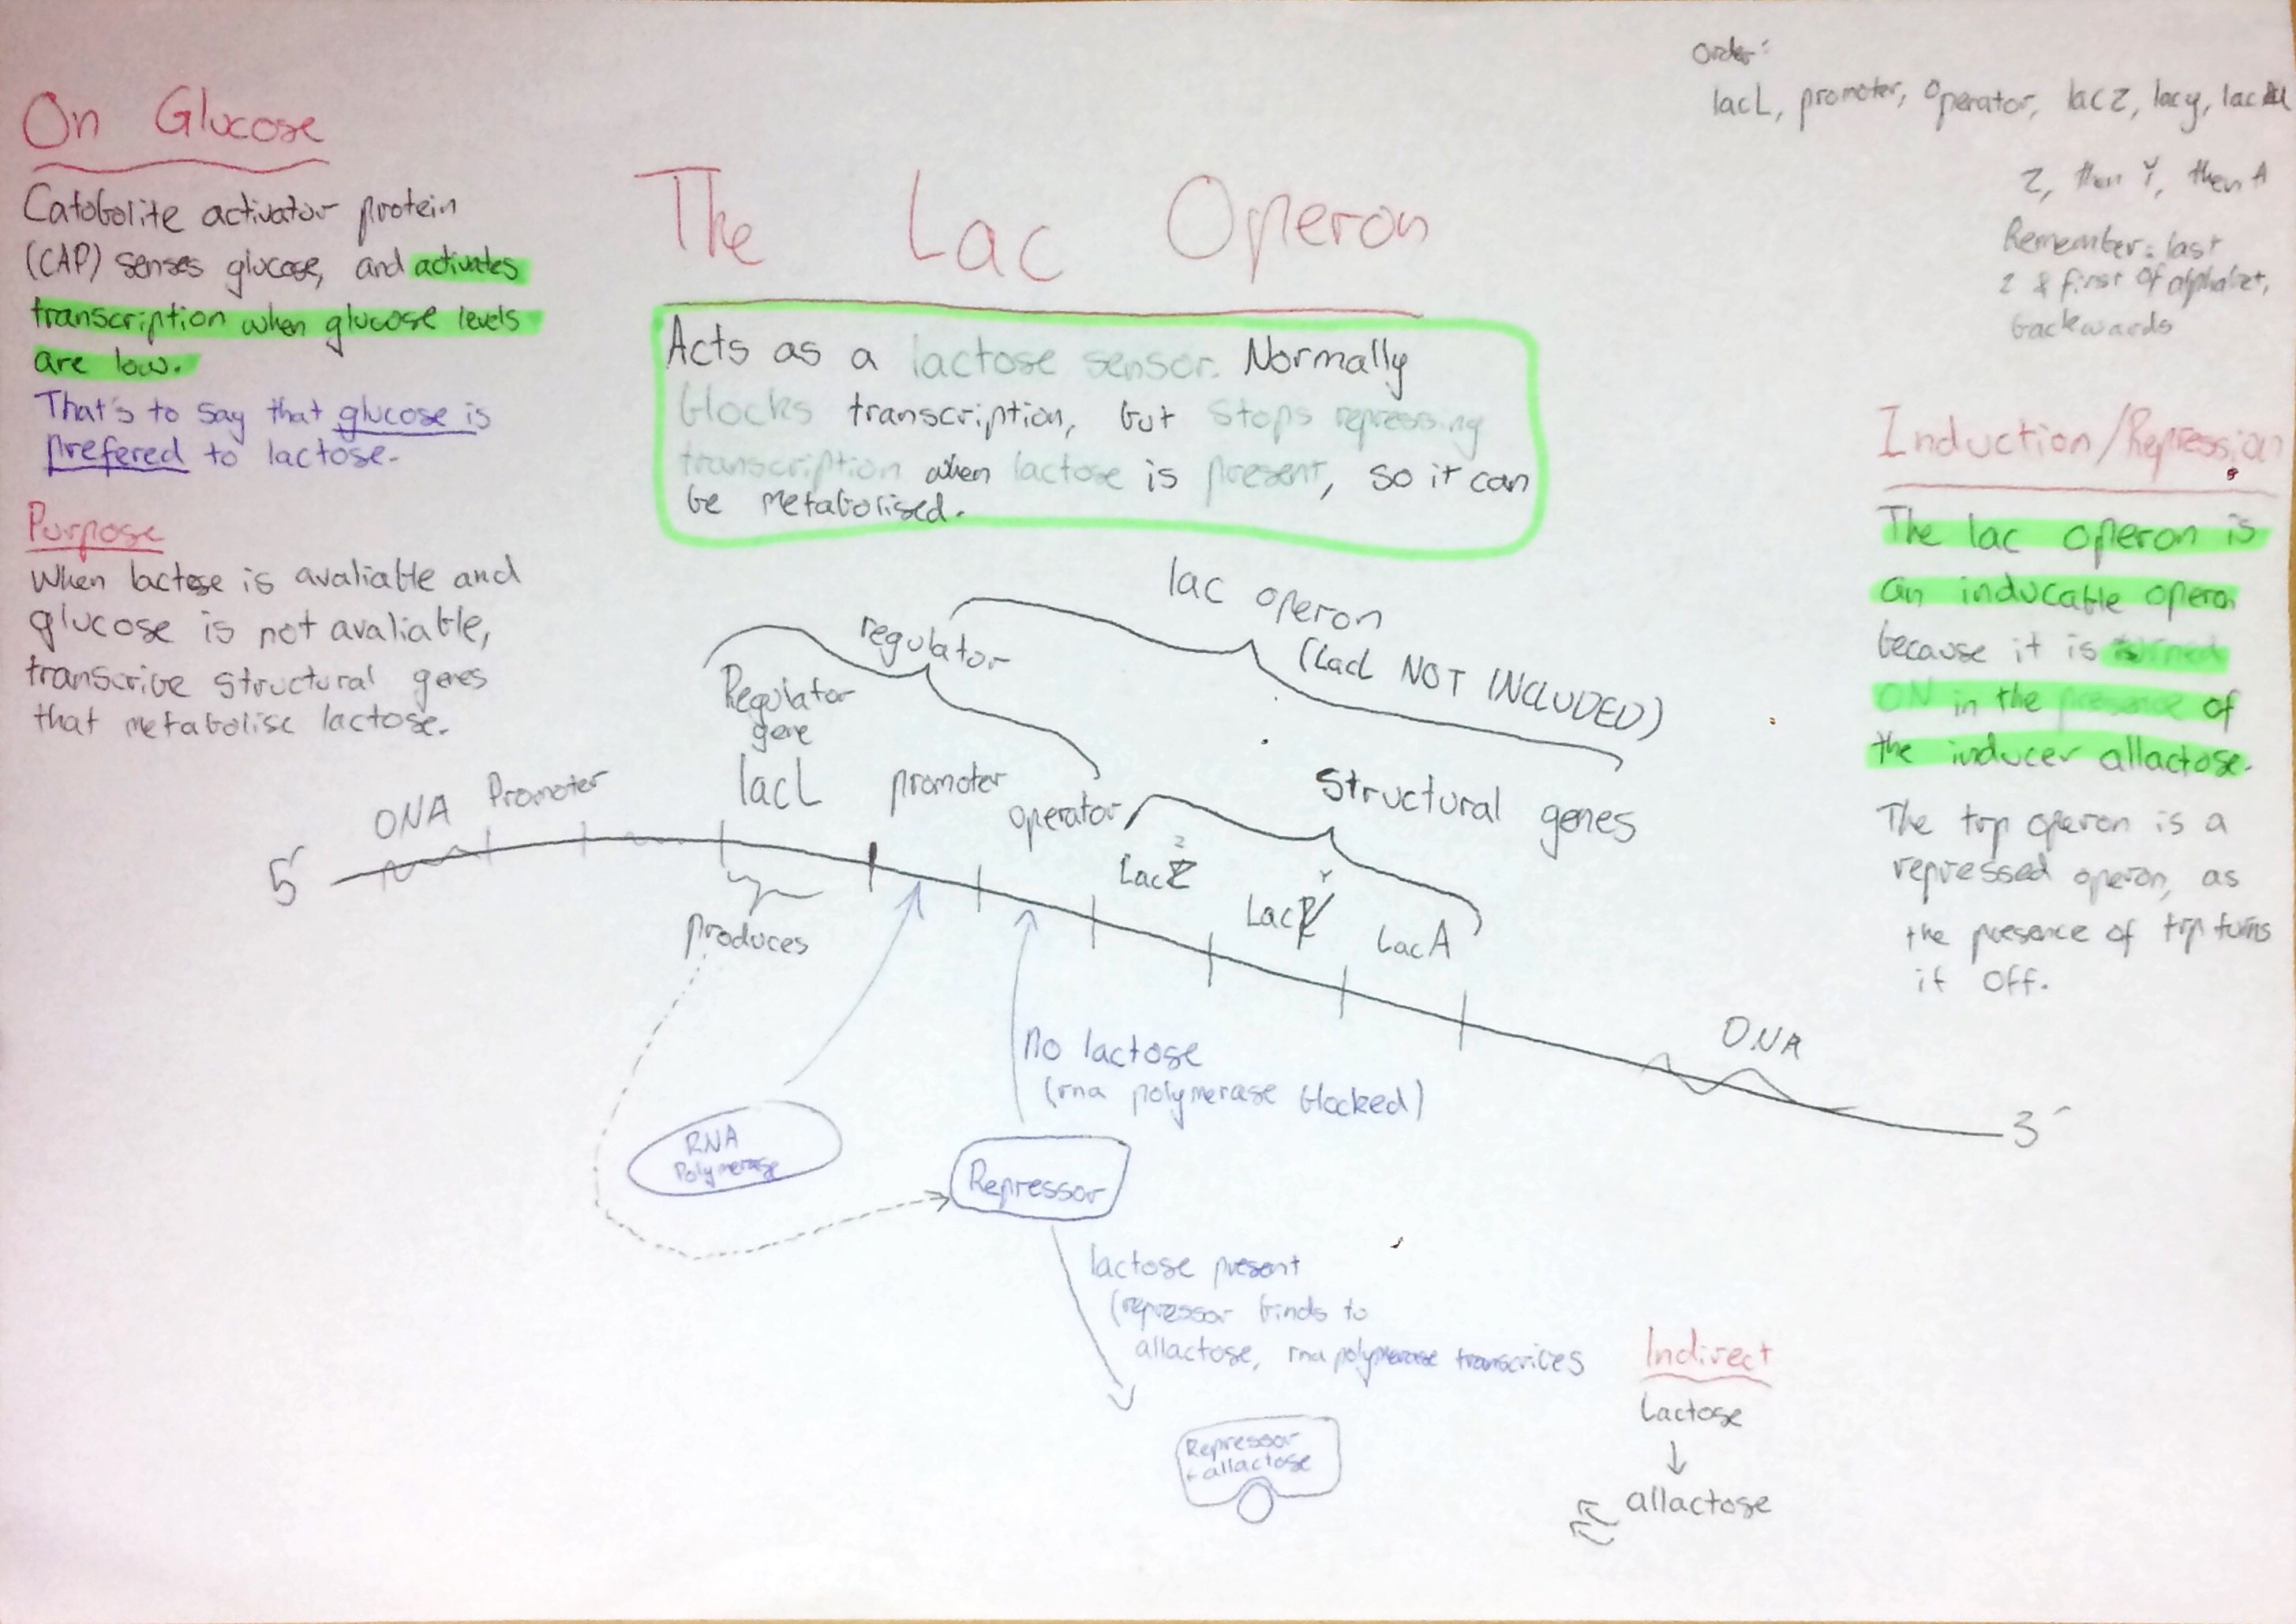 Order:
lacL, promoter, operator, lacZ, lacy, lacA
Z, then Y, then A
Remember: last
2 & first of alphabet,
backwards
On Glucose
Catabolite activator protein
(CAP) senses glucose, and activates
transcription when glucose levels
are low.
That's to say that glucose is
prefered to lactose.
Purpose
When lactose is avaliable and
glucose is not avaliable,
transcribe structural genes
that metabolise lactose.
The Lac Operon
Acts as a lactose sensor. Normally
blocks transcription, but stops repressing
transcription when lactose is present, so it can
be metabolised.
Induction/Repression
The lac operon is
an inducable operon
because it is turned
ON in the presence of
the inducer allactose.
The trp operon is a
repressed operon, as
the presence of trp turns
it off.
lac operon
(LacL NOT INCLUDED)
regulator
Regulator
gene
lacL
promoter
operator
Structural genes
LacZ
LacY
LacA
5'
DNA
Promoter
produces
DNA
3'
no lactose
(rna polymerase blocked)
RNA
Polymerase
Repressor
lactose present
(repressor binds to
allactose, rna polymerase transcribes
Repressor
+ allactose
Indirect
Lactose
↓
allactose